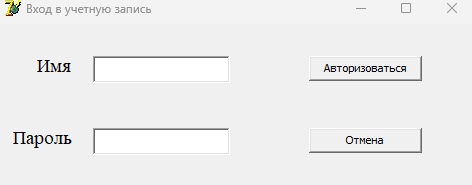 Вход в учетную запись
Имя
Авторизоваться
Пароль
Отмена